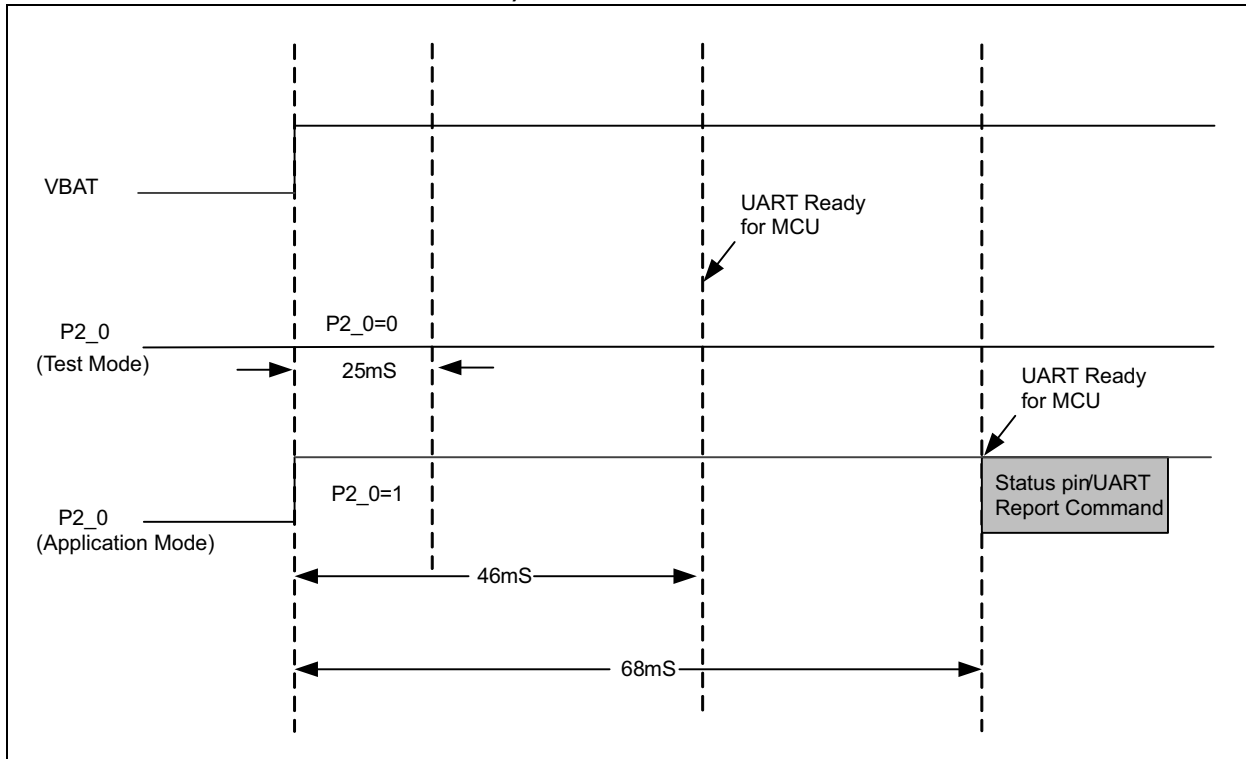 VBAT
UART Ready
for MCU
P2_0
(Test Mode)
P2_0=0
25mS
UART Ready
for MCU
P2_0
(Application Mode)
P2_0=1
Status pin/UART
Report Command
46mS
68mS